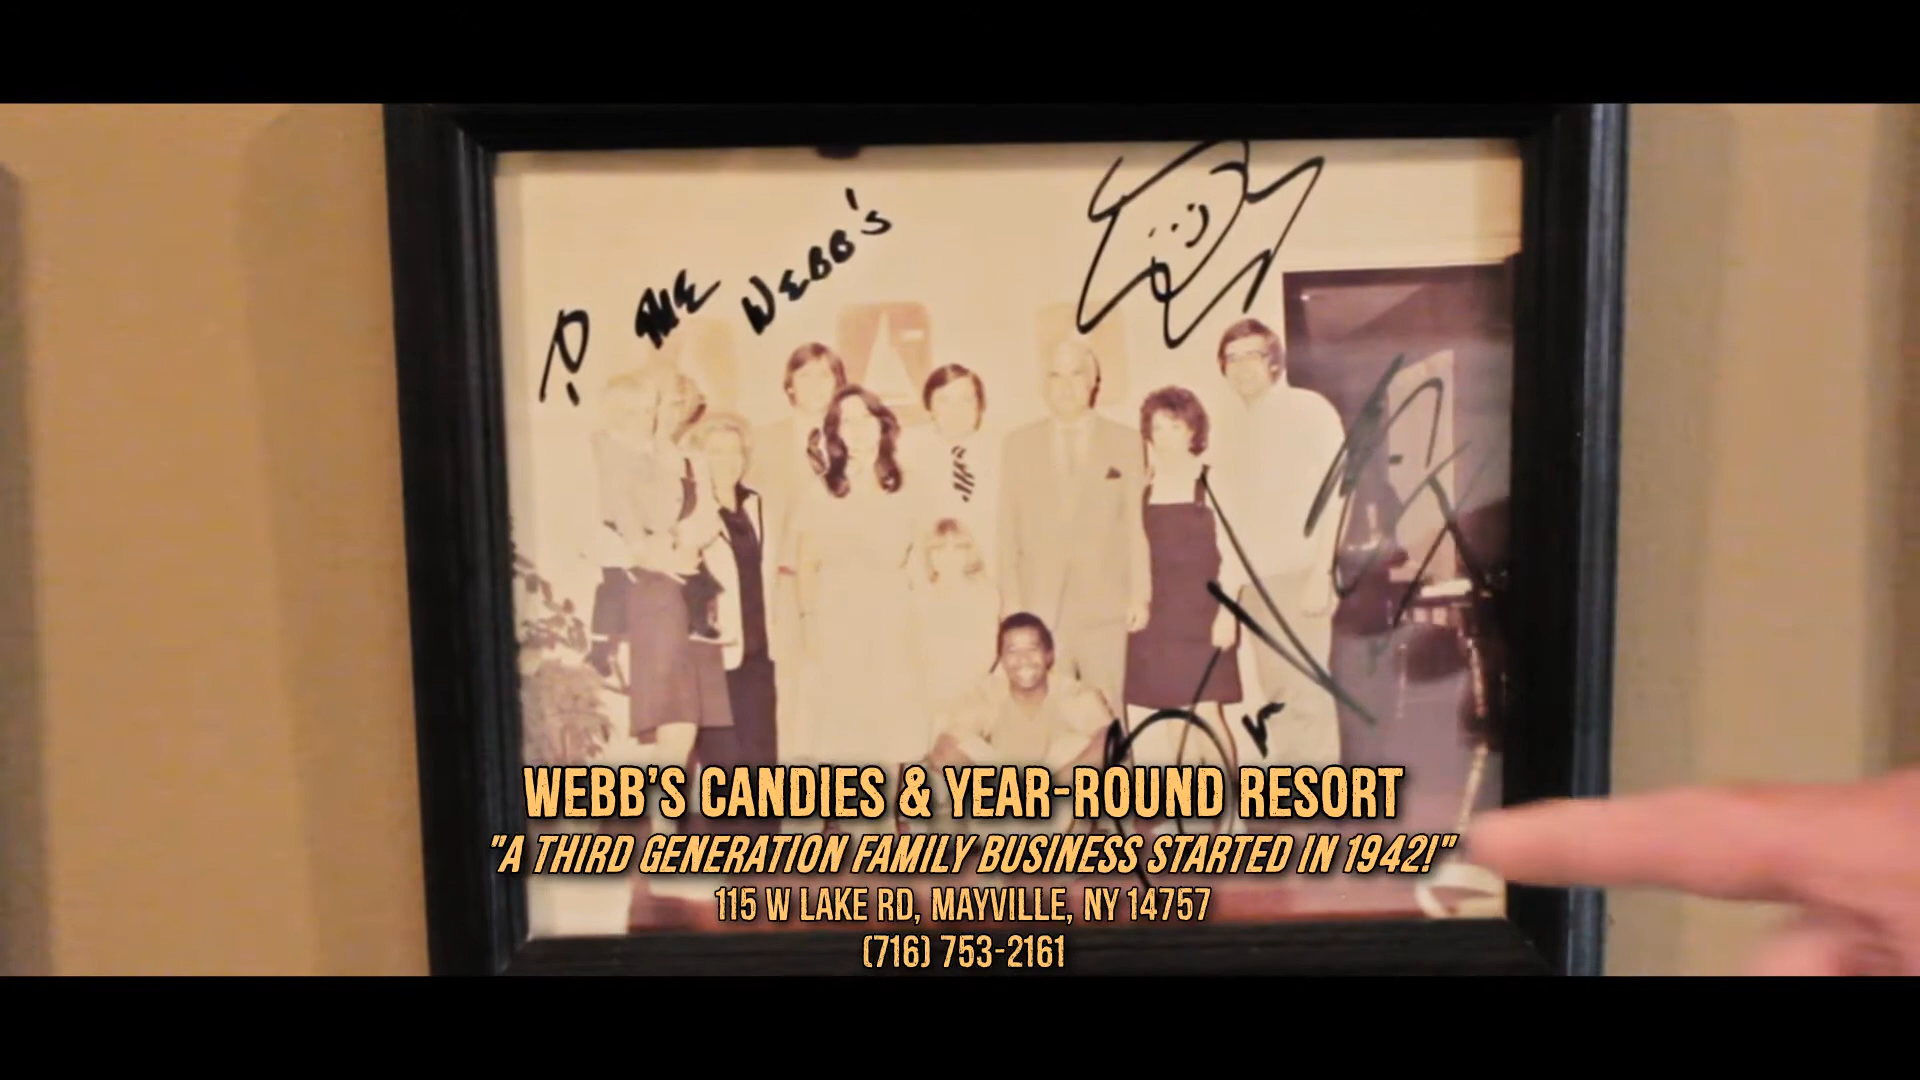 TO THE WEBB'S
WEBB'S CANDIES & YEAR-ROUND RESORT
"A THIRD GENERATION FAMILY BUSINESS STARTED IN 1942!"
115 W LAKE RD, MAYVILLE, NY 14757
(716) 753-2161